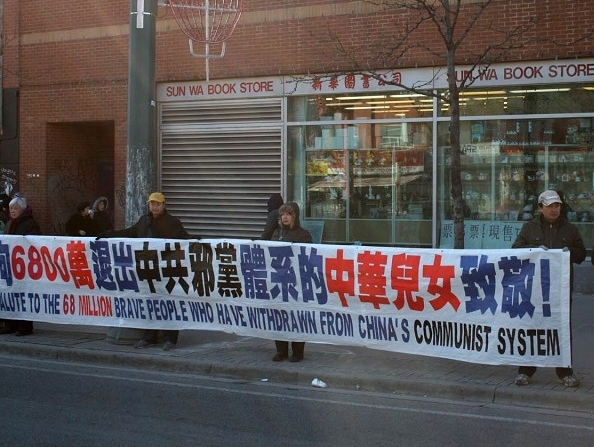 SUN WA BOOK STORE
新華圖書公司
SUN WA BOOK STORE
向6800萬退出中共邪黨體系的中華兒女致敬!
ALUTE TO THE 68 MILLION BRAVE PEOPLE WHO HAVE WITHDRAWN FROM CHINA'S COMMUNIST SYSTEM